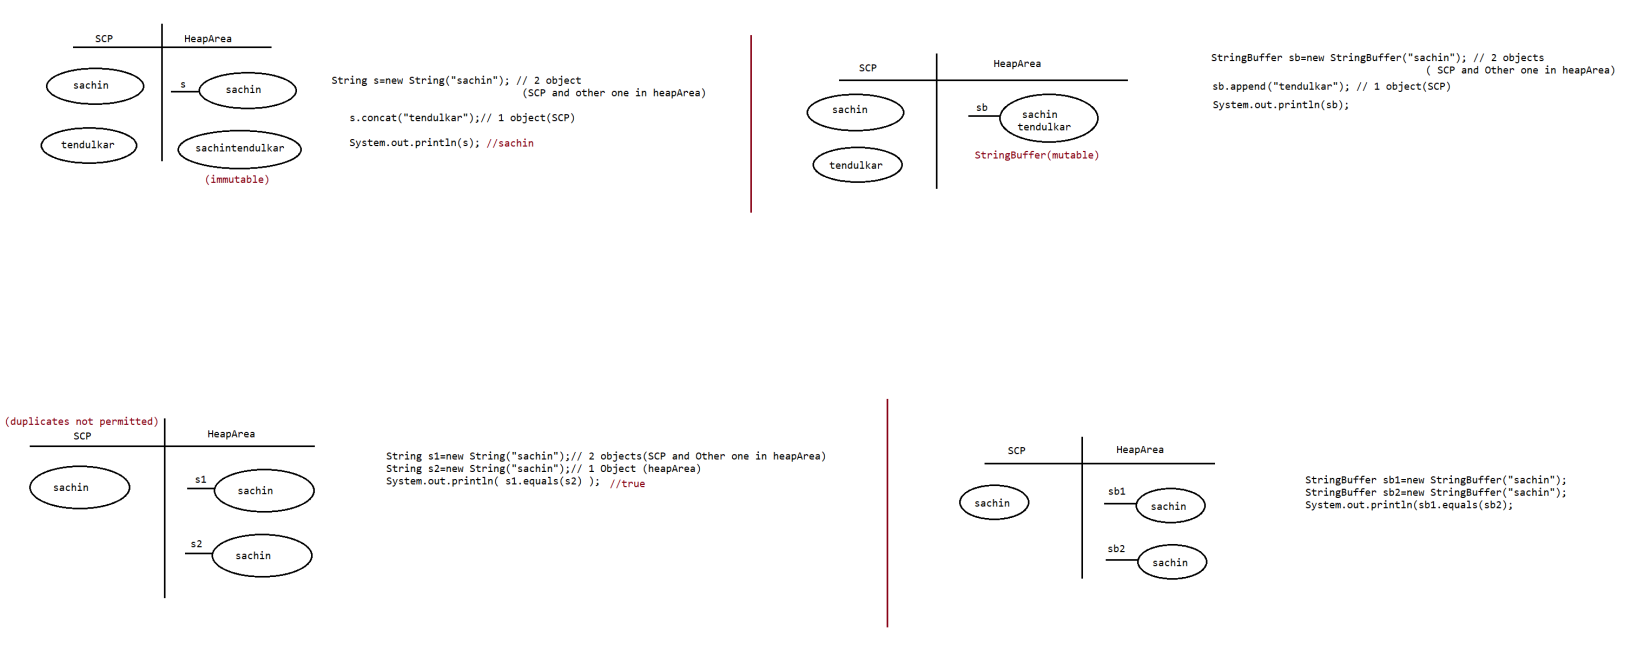 SCP HeapArea
sachin
s
sachin
tendulkar
sachintendulkar
(immutable)
String s=new String("sachin"); // 2 object
(SCP and other one in heapArea)
s.concat("tendulkar");// 1 object(SCP)
System.out.println(s); //sachin
SCP HeapArea
sachin
sb
sachin
tendulkar
tendulkar
StringBuffer(mutable)
StringBuffer sb=new StringBuffer("sachin"); // 2 objects
( SCP and Other one in heapArea)
sb.append("tendulkar"); // 1 object(SCP)
System.out.println(sb);
(duplicates not permitted)
SCP HeapArea
sachin
s1
sachin
s2
sachin
String s1=new String("sachin");// 2 objects(SCP and Other one in heapArea)
String s2=new String("sachin");// 1 Object (heapArea)
System.out.println( s1.equals(s2) ); //true
SCP HeapArea
sachin
sb1
sachin
sb2
sachin
StringBuffer sb1=new StringBuffer("sachin");
StringBuffer sb2=new StringBuffer("sachin");
System.out.println(sb1.equals(sb2);